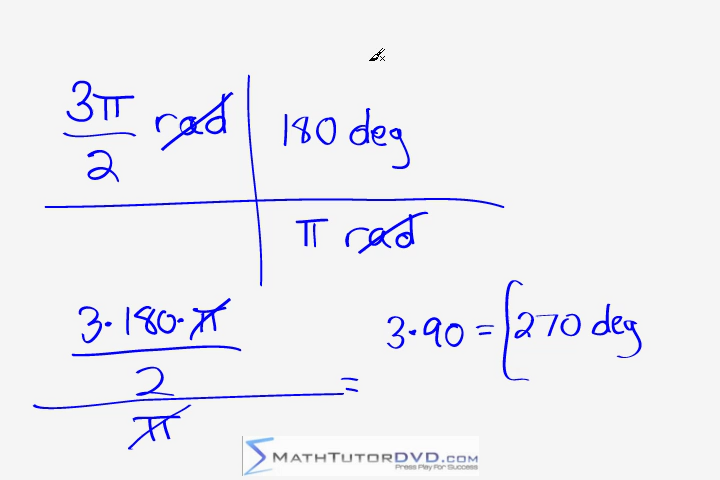 3π/2 rad | 180 deg
π rad
3·180·π
2
π
= 3·90 = 270 deg
MATHTUTORDVD.COM
Press Play For Success